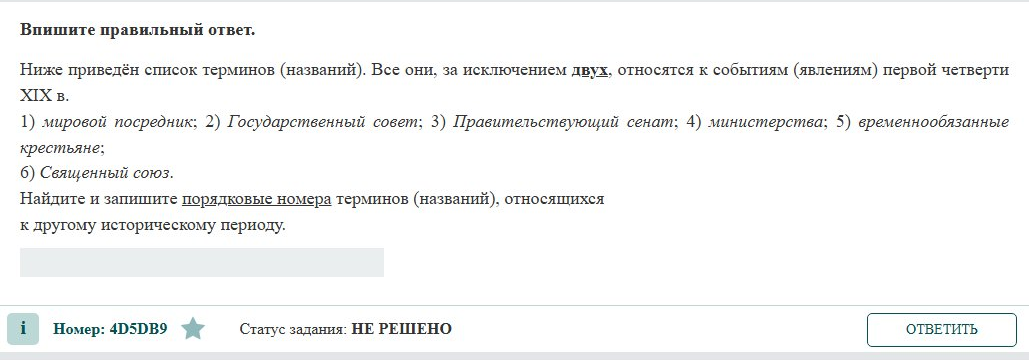 Впишите правильный ответ.
Ниже приведён список терминов (названий). Все они, за исключением двух, относятся к событиям (явлениям) первой четверти
XIX в.
1) мировой посредник; 2) Государственный совет; 3) Правительствующий сенат; 4) министерства; 5) временнообязанные
крестьяне;
6) Священный союз.
Найдите и запишите порядковые номера терминов (названий), относящихся
к другому историческому периоду.
i Номер: 4D5DB9 Статус задания: НЕ РЕШЕНО ОТВЕТИТЬ